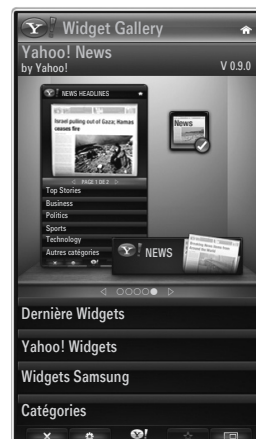 Y! Widget Gallery
Yahoo! News
by Yahoo! V 0.9.0
Y! NEWS HEADLINES
Israel pulling out of Gaza; Hamas
ceases fire
News
PAGE 1 DE 2
Top Stories
Business
Politics
Sports
Technology
Autres catégories
Y! NEWS
Dernière Widgets
Yahoo! Widgets
Widgets Samsung
Catégories
Y!